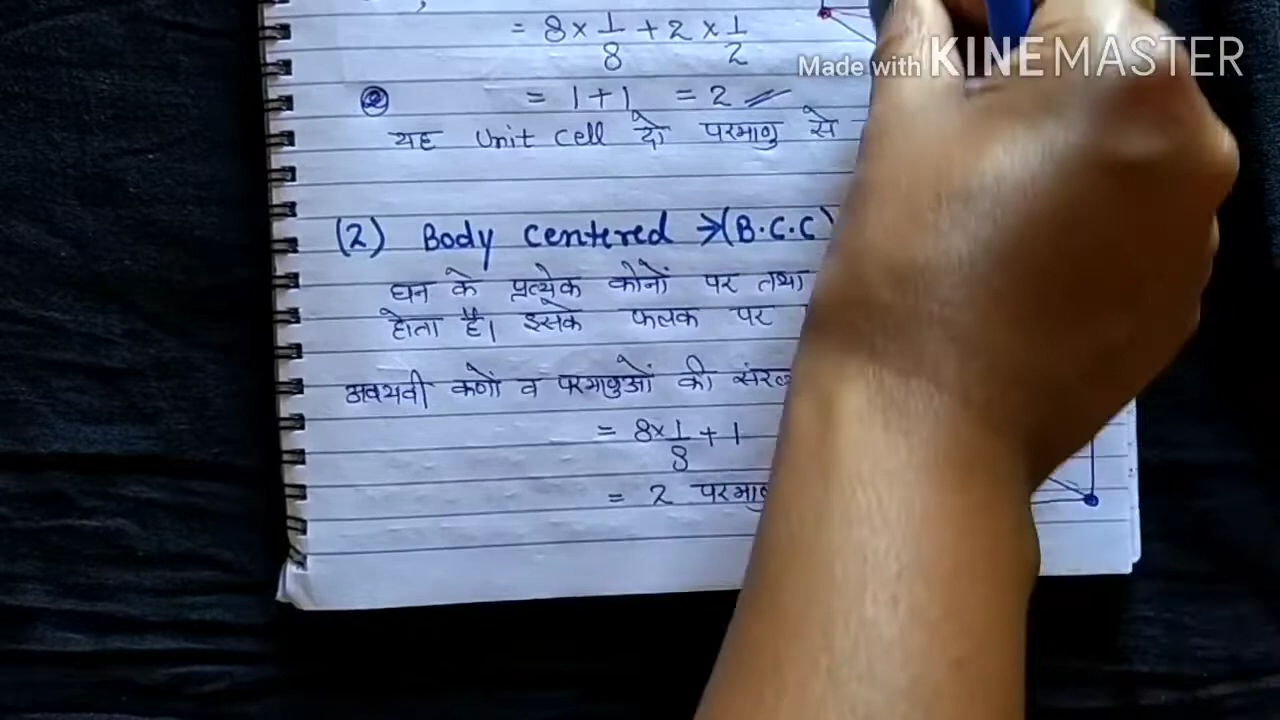 = 8 × 1/8 + 2 × 1/2
Made with KINEMASTER
= 1 + 1 = 2
यह Unit Cell दो परमाणु से
(2) Body Centered → (B.C.C)
घन के प्रत्येक कोनों पर तथा
होता है। इसके फलक पर
अवयवी कणों व परमाणुओं की
= 8 × 1/8 + 1
= 2